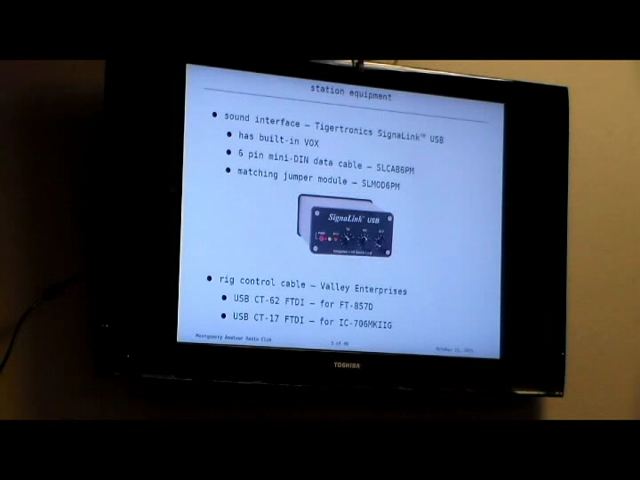 station equipment
● sound interface – Tigertronics SignaLink™ USB
● has built-in VOX
● 6 pin mini-DIN data cable – SLCAB6PM
● matching jumper module – SLMOD6PM
SignaLink USB
● rig control cable – Valley Enterprises
● USB CT-62 FTDI – for FT-857D
● USB CT-17 FTDI – for IC-706MKIIG
Montgomery Amateur Radio Club
TOSHIBA